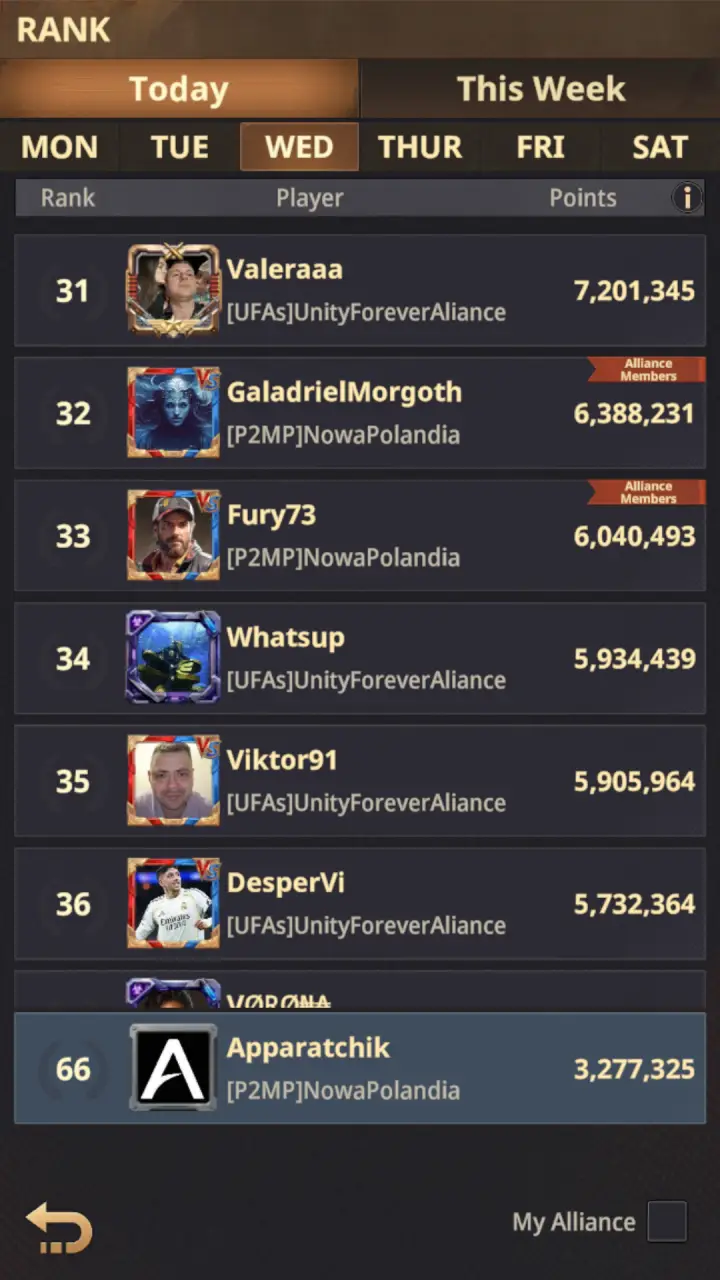 RANK
Today
This Week
MON TUE WED THUR FRI SAT
Rank Player Points
31 Valeraaa 7,201,345
[UFAs]UnityForeverAliance
Alliance Members
32 GaladrielMorgoth 6,388,231
[P2MP]NowaPolandia
Alliance Members
33 Fury73 6,040,493
[P2MP]NowaPolandia
34 Whatsup 5,934,439
[UFAs]UnityForeverAliance
35 Viktor91 5,905,964
[UFAs]UnityForeverAliance
36 DesperVi 5,732,364
[UFAs]UnityForeverAliance
VØRØ₦₳
66 Apparatchik 3,277,325
[P2MP]NowaPolandia
My Alliance